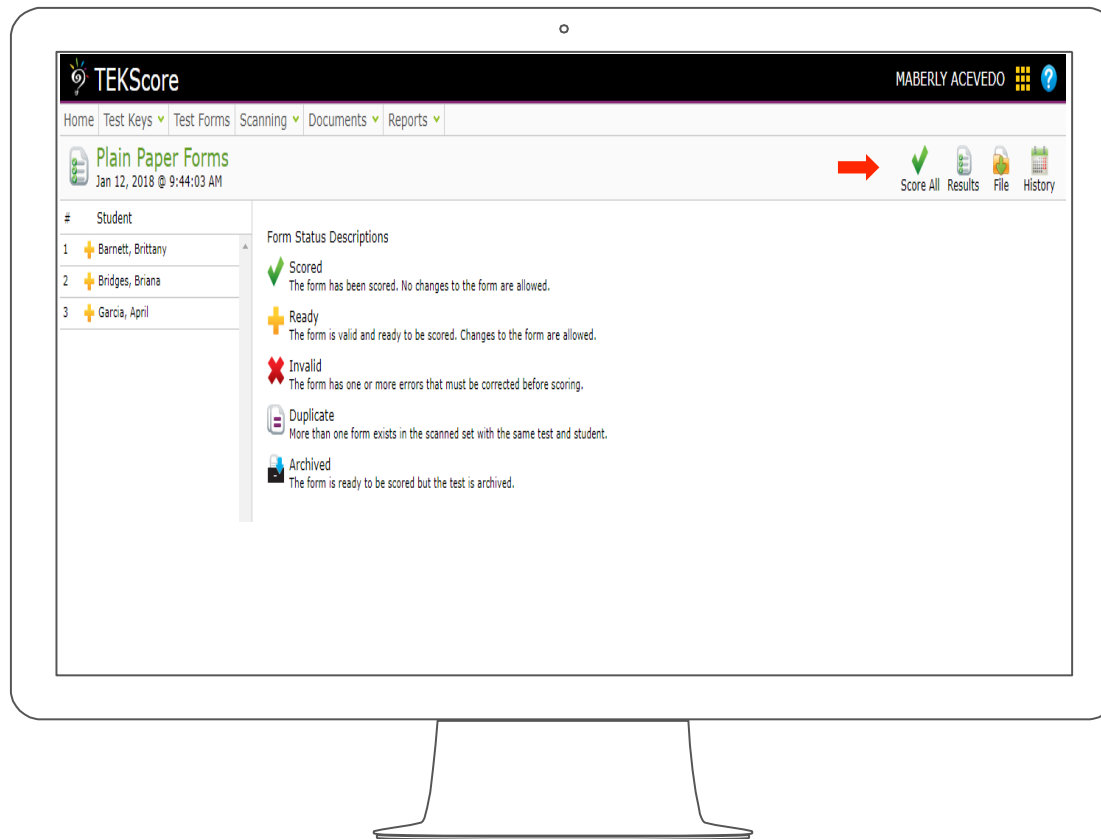 TEKScore
MABERLY ACEVEDO ?
Home Test Keys Test Forms Scanning Documents Reports
Plain Paper Forms
Jan 12, 2018 @ 9:44:03 AM
Score All Results File History
# Student
1 Barnett, Brittany
2 Bridges, Briana
3 Garcia, April
Form Status Descriptions
Scored
The form has been scored. No changes to the form are allowed.
Ready
The form is valid and ready to be scored. Changes to the form are allowed.
Invalid
The form has one or more errors that must be corrected before scoring.
Duplicate
More than one form exists in the scanned set with the same test and student.
Archived
The form is ready to be scored but the test is archived.